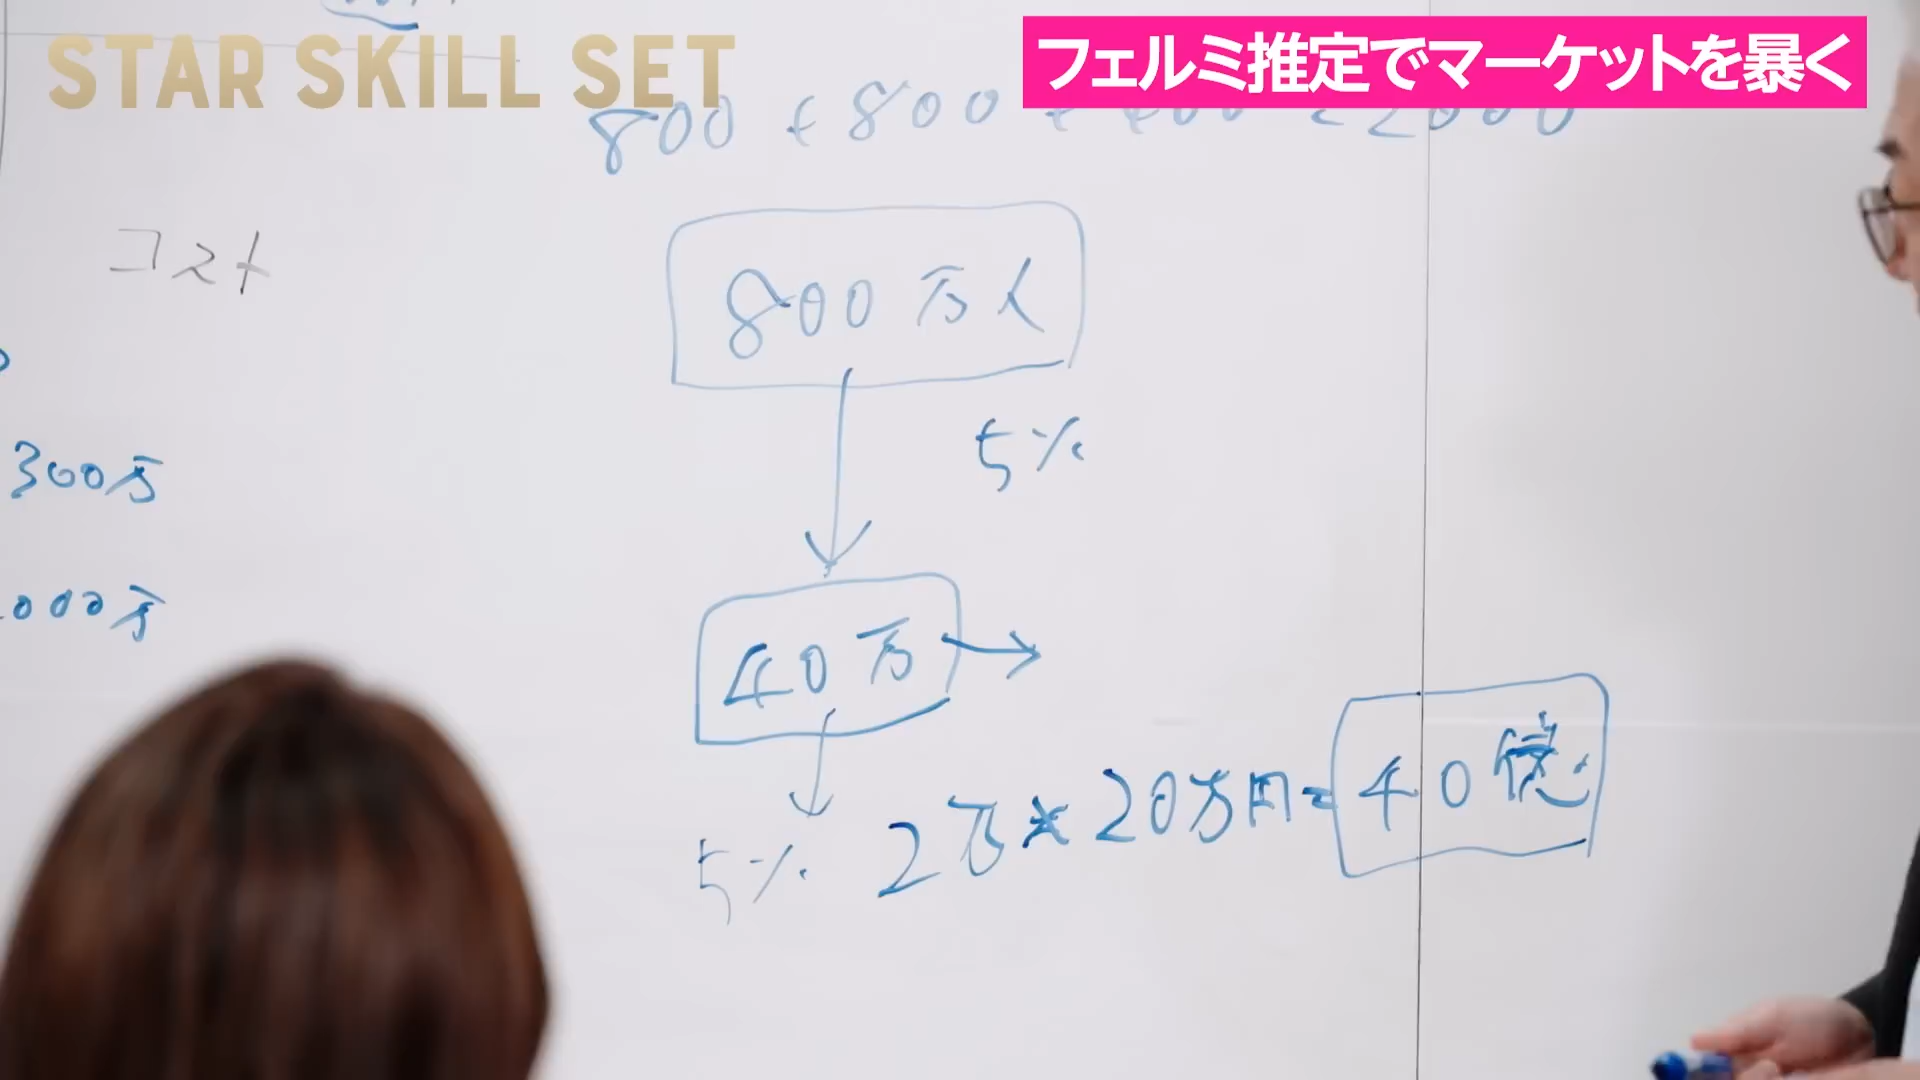 STAR SKILL SET
フェルミ推定でマーケットを暴く
800 + 800 + 400 = 2000
コスト
800万人
5%
300万
000万
40万
5% 2万 * 20万円 = 40億